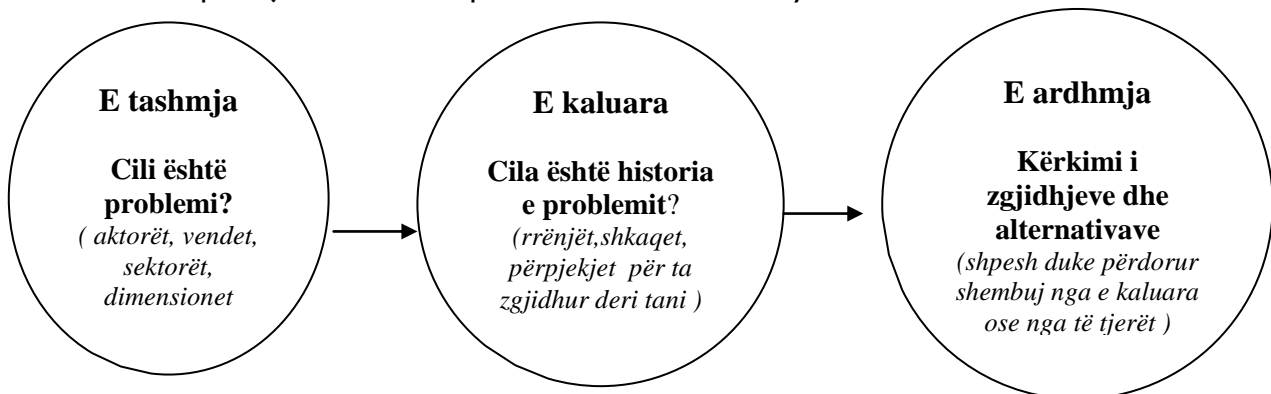 E tashmja
Cili është
problemi?
( aktorët, vendet,
sektorët,
dimensionet
E kaluara
Cila është historia
e problemit?
(rrënjët,shkaqet,
përpjekjet për ta
zgjidhur deri tani )
E ardhmja
Kërkimi i
zgjidhjeve dhe
alternativave
(shpesh duke përdorur
shembuj nga e kaluara
ose nga të tjerët )